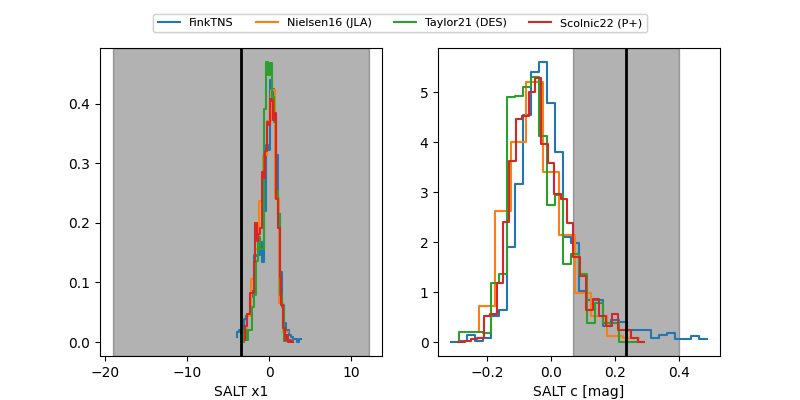 FinkTNS Nielsen16 (JLA) Taylor21 (DES) Scolnic22 (P+)
0.4
0.3
0.2
0.1
0.0
−20 −10 0 10
SALT x1
5
4
3
2
1
0
−0.2 0.0 0.2 0.4
SALT c [mag]